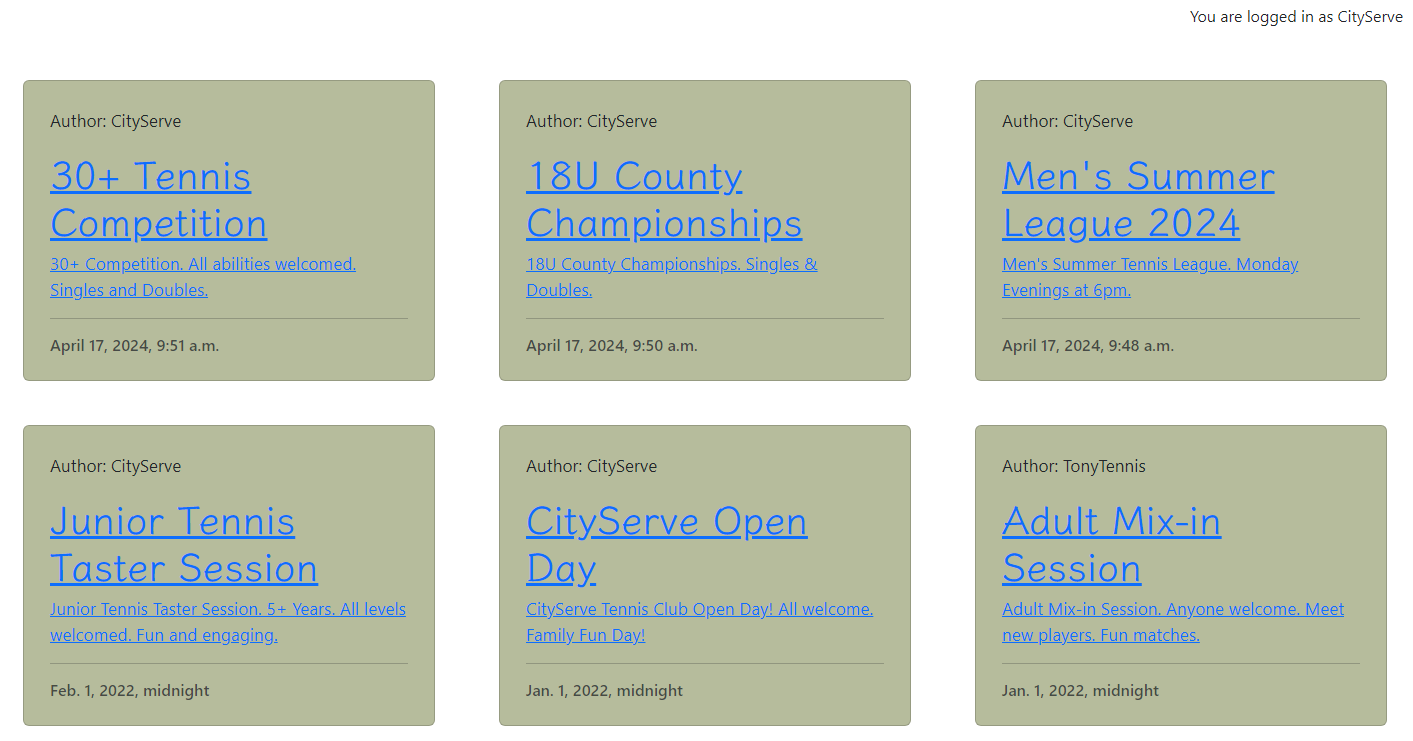 You are logged in as CityServe
Author: CityServe
30+ Tennis
Competition
30+ Competition. All abilities welcomed.
Singles and Doubles.
April 17, 2024, 9:51 a.m.
Author: CityServe
18U County
Championships
18U County Championships. Singles &
Doubles.
April 17, 2024, 9:50 a.m.
Author: CityServe
Men's Summer
League 2024
Men's Summer Tennis League. Monday
Evenings at 6pm.
April 17, 2024, 9:48 a.m.
Author: CityServe
Junior Tennis
Taster Session
Junior Tennis Taster Session. 5+ Years. All levels
welcomed. Fun and engaging.
Feb. 1, 2022, midnight
Author: CityServe
CityServe Open
Day
CityServe Tennis Club Open Day! All welcome.
Family Fun Day!
Jan. 1, 2022, midnight
Author: TonyTennis
Adult Mix-in
Session
Adult Mix-in Session. Anyone welcome. Meet
new players. Fun matches.
Jan. 1, 2022, midnight